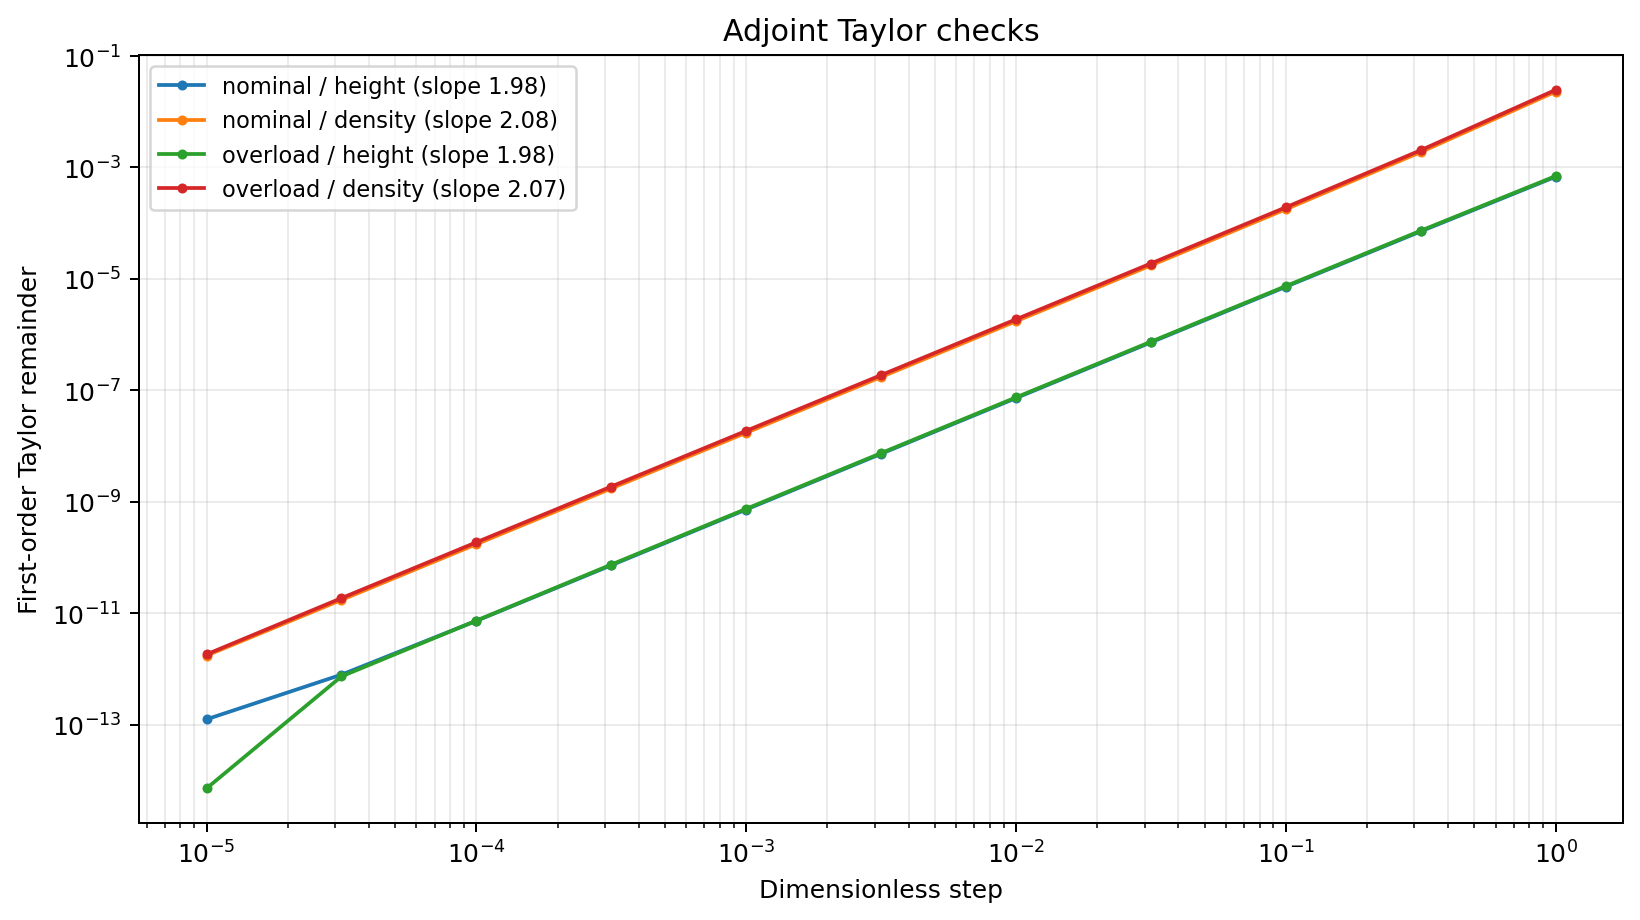 Adjoint Taylor checks
nominal / height (slope 1.98)
nominal / density (slope 2.08)
overload / height (slope 1.98)
overload / density (slope 2.07)
First-order Taylor remainder
10⁻¹
10⁻³
10⁻⁵
10⁻⁷
10⁻⁹
10⁻¹¹
10⁻¹³
10⁻⁵ 10⁻⁴ 10⁻³ 10⁻² 10⁻¹ 10⁰
Dimensionless step